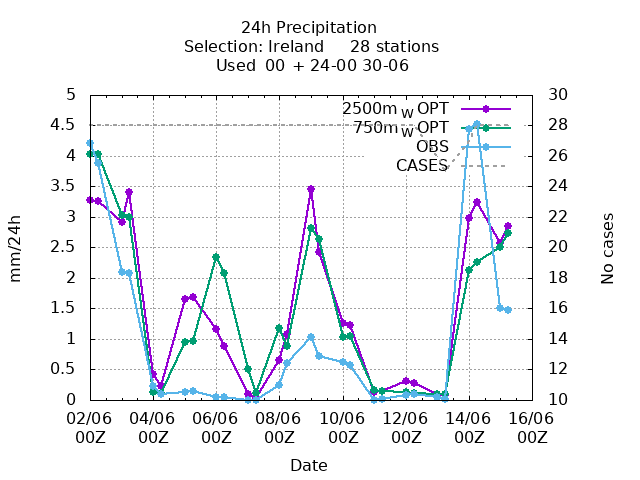 24h Precipitation
Selection: Ireland     28 stations
Used  00  + 24-00 30-06
2500m w OPT
750m w OPT
OBS
CASES
mm/24h
5
4.5
4
3.5
3
2.5
2
1.5
1
0.5
0
30
28
26
24
22
20
18
16
14
12
10
No cases
02/06 04/06 06/06 08/06 10/06 12/06 14/06 16/06
00Z 00Z 00Z 00Z 00Z 00Z 00Z 00Z
Date